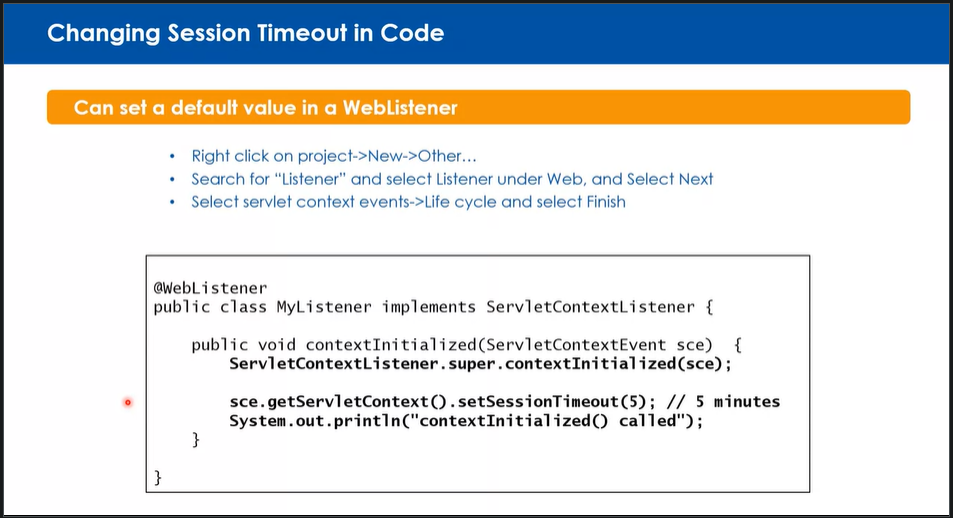 Changing Session Timeout in Code
Can set a default value in a WebListener
• Right click on project->New->Other…
• Search for “Listener” and select Listener under Web, and Select Next
• Select servlet context events->Life cycle and select Finish
@WebListener
public class MyListener implements ServletContextListener {
public void contextInitialized(ServletContextEvent sce) {
ServletContextListener.super.contextInitialized(sce);
sce.getServletContext().setSessionTimeout(5); // 5 minutes
System.out.println("contextInitialized() called");
}
}